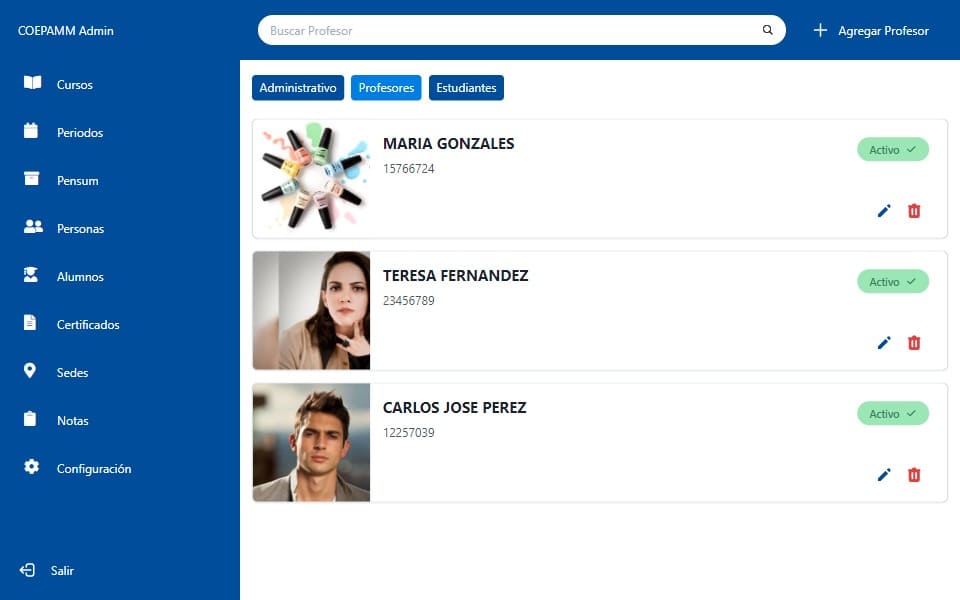 COEPAMM Admin
Buscar Profesor
Agregar Profesor
Cursos
Periodos
Pensum
Personas
Alumnos
Certificados
Sedes
Notas
Configuración
Salir
Administrativo
Profesores
Estudiantes
MARIA GONZALES
Activo
15766724
TERESA FERNANDEZ
Activo
23456789
CARLOS JOSE PEREZ
Activo
12257039